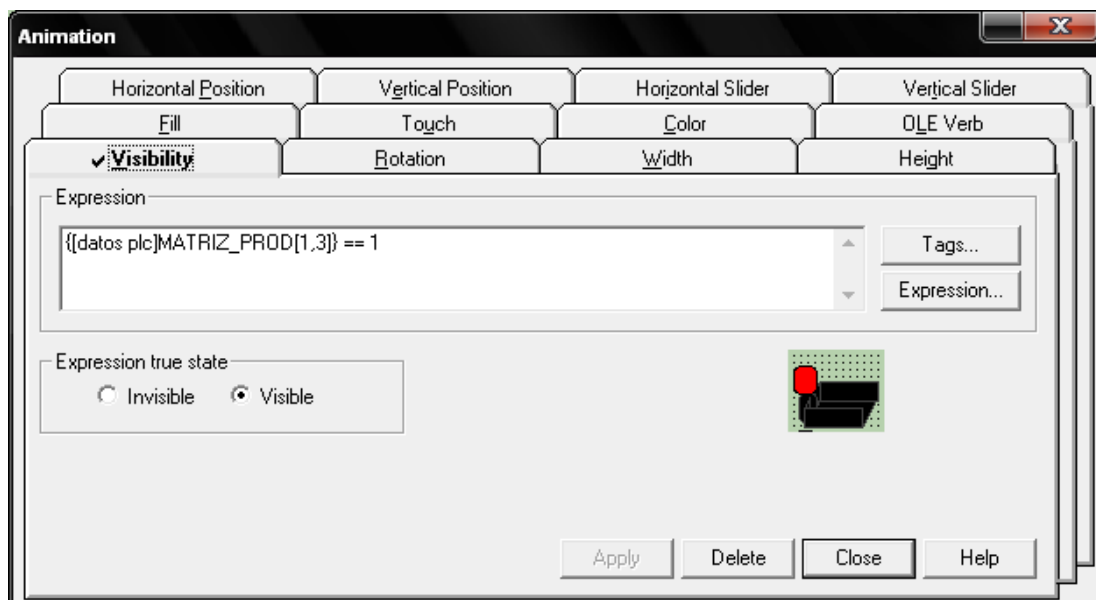 Animation
X
Horizontal Position Vertical Position Horizontal Slider Vertical Slider
Fill Touch Color OLE Verb
✓ Visibility Rotation Width Height
Expression
{[datos plc]MATRIZ_PROD[1,3]} == 1
Tags...
Expression...
Expression true state
Invisible Visible
Apply Delete Close Help